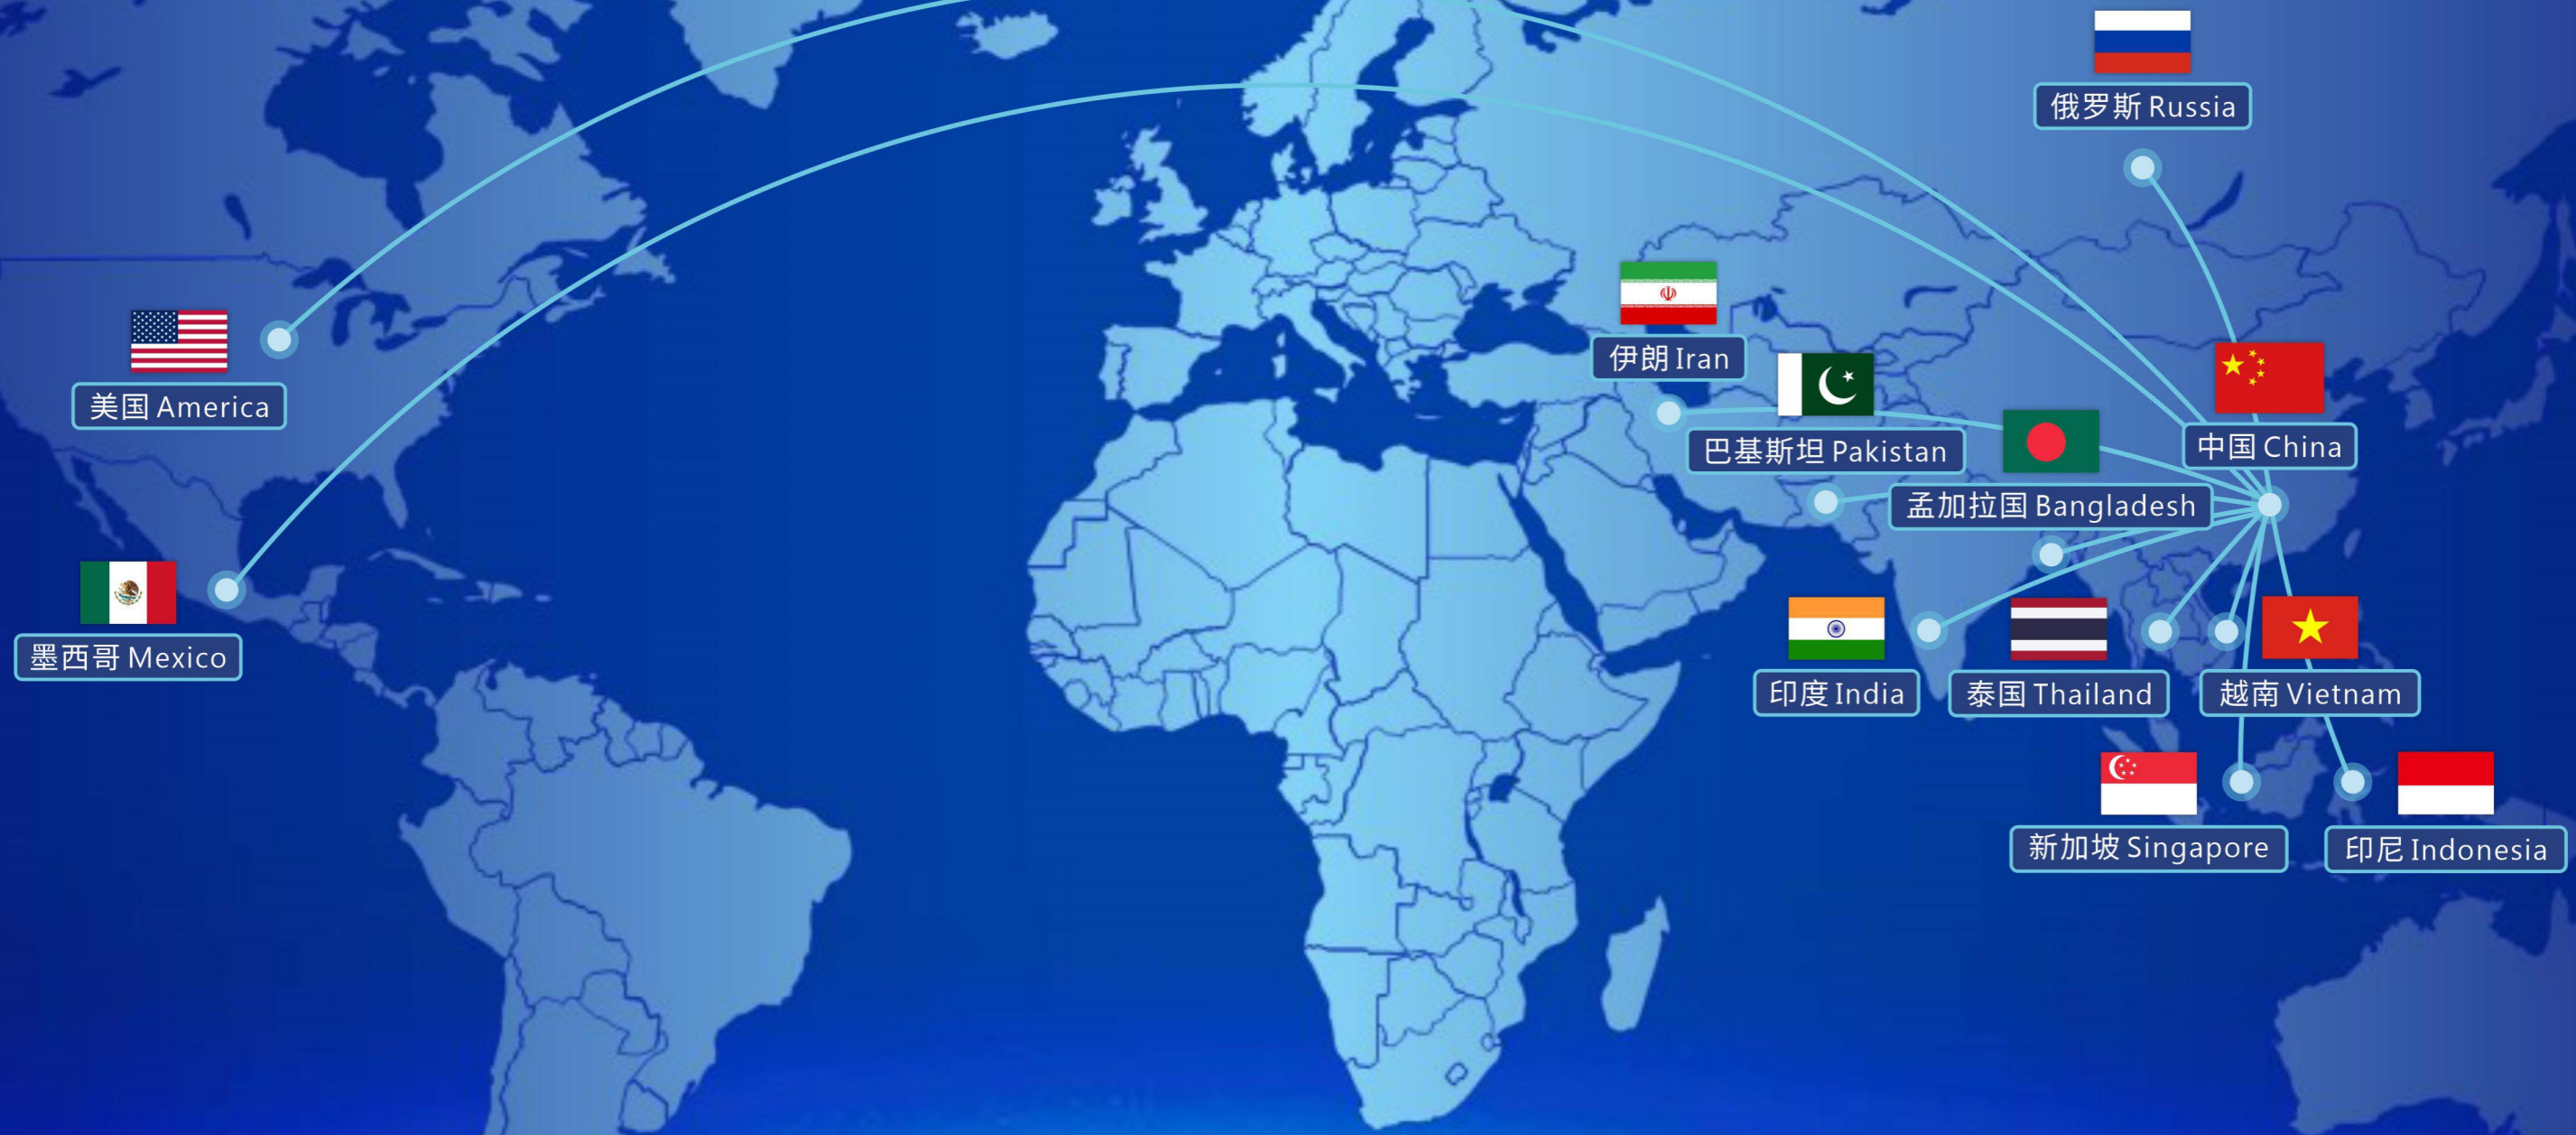 俄罗斯 Russia
伊朗 Iran
美国 America
巴基斯坦 Pakistan
中国 China
孟加拉国 Bangladesh
墨西哥 Mexico
印度 India
泰国 Thailand
越南 Vietnam
新加坡 Singapore
印尼 Indonesia